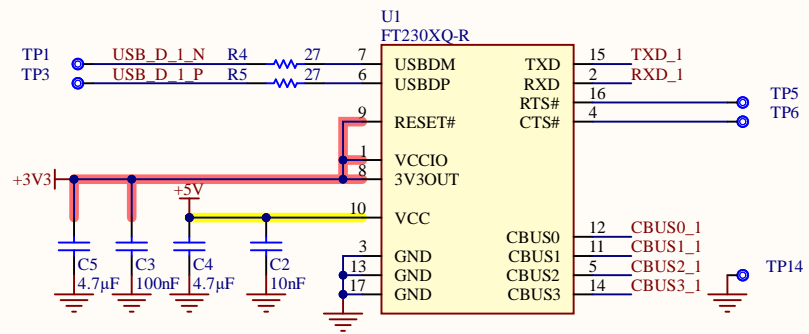 U1
FT230XQ-R
TP1 USB_D_1_N R4 27 7 USBDM TXD 15 TXD_1
TP3 USB_D_1_P R5 27 6 USBDP RXD 2 RXD_1
RTS# 16 TP5
9 RESET# CTS# 4 TP6
1 VCCIO
+3V3 8 3V3OUT
+5V
10 VCC
CBUS0 12 CBUS0_1
3 GND CBUS1 11 CBUS1_1
13 GND CBUS2 5 CBUS2_1 TP14
17 GND CBUS3 14 CBUS3_1
C5 C3 C4 C2
4.7µF 100nF 4.7µF 10nF